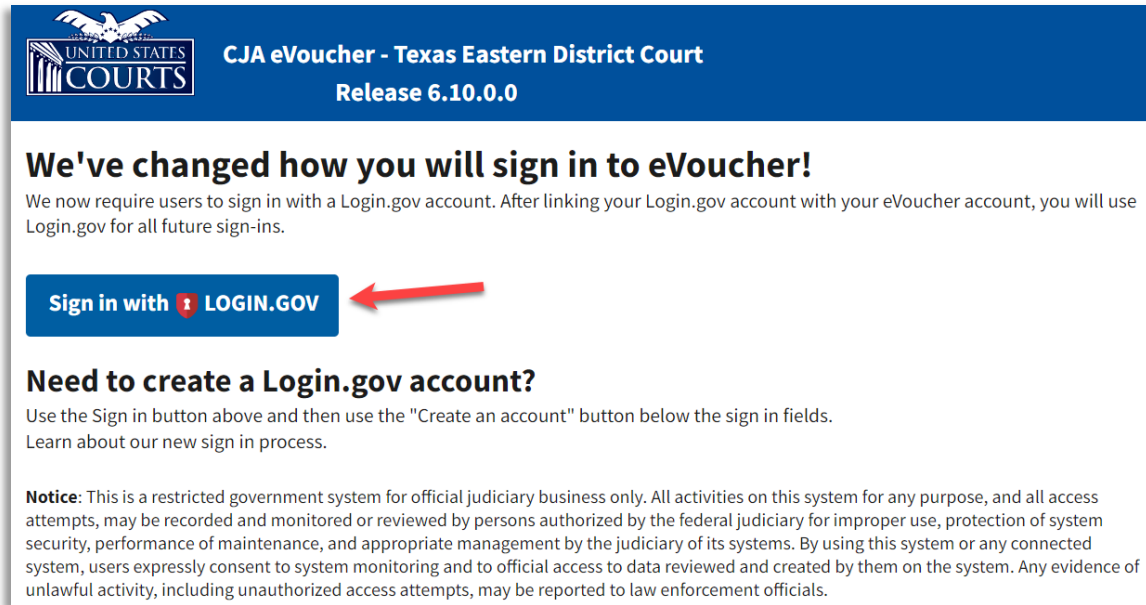 UNITED STATES
COURTS
CJA eVoucher - Texas Eastern District Court
Release 6.10.0.0
We've changed how you will sign in to eVoucher!
We now require users to sign in with a Login.gov account. After linking your Login.gov account with your eVoucher account, you will use
Login.gov for all future sign-ins.
Sign in with LOGIN.GOV
Need to create a Login.gov account?
Use the Sign in button above and then use the "Create an account" button below the sign in fields.
Learn about our new sign in process.
Notice: This is a restricted government system for official judiciary business only. All activities on this system for any purpose, and all access
attempts, may be recorded and monitored or reviewed by persons authorized by the federal judiciary for improper use, protection of system
security, performance of maintenance, and appropriate management by the judiciary of its systems. By using this system or any connected
system, users expressly consent to system monitoring and to official access to data reviewed and created by them on the system. Any evidence of
unlawful activity, including unauthorized access attempts, may be reported to law enforcement officials.